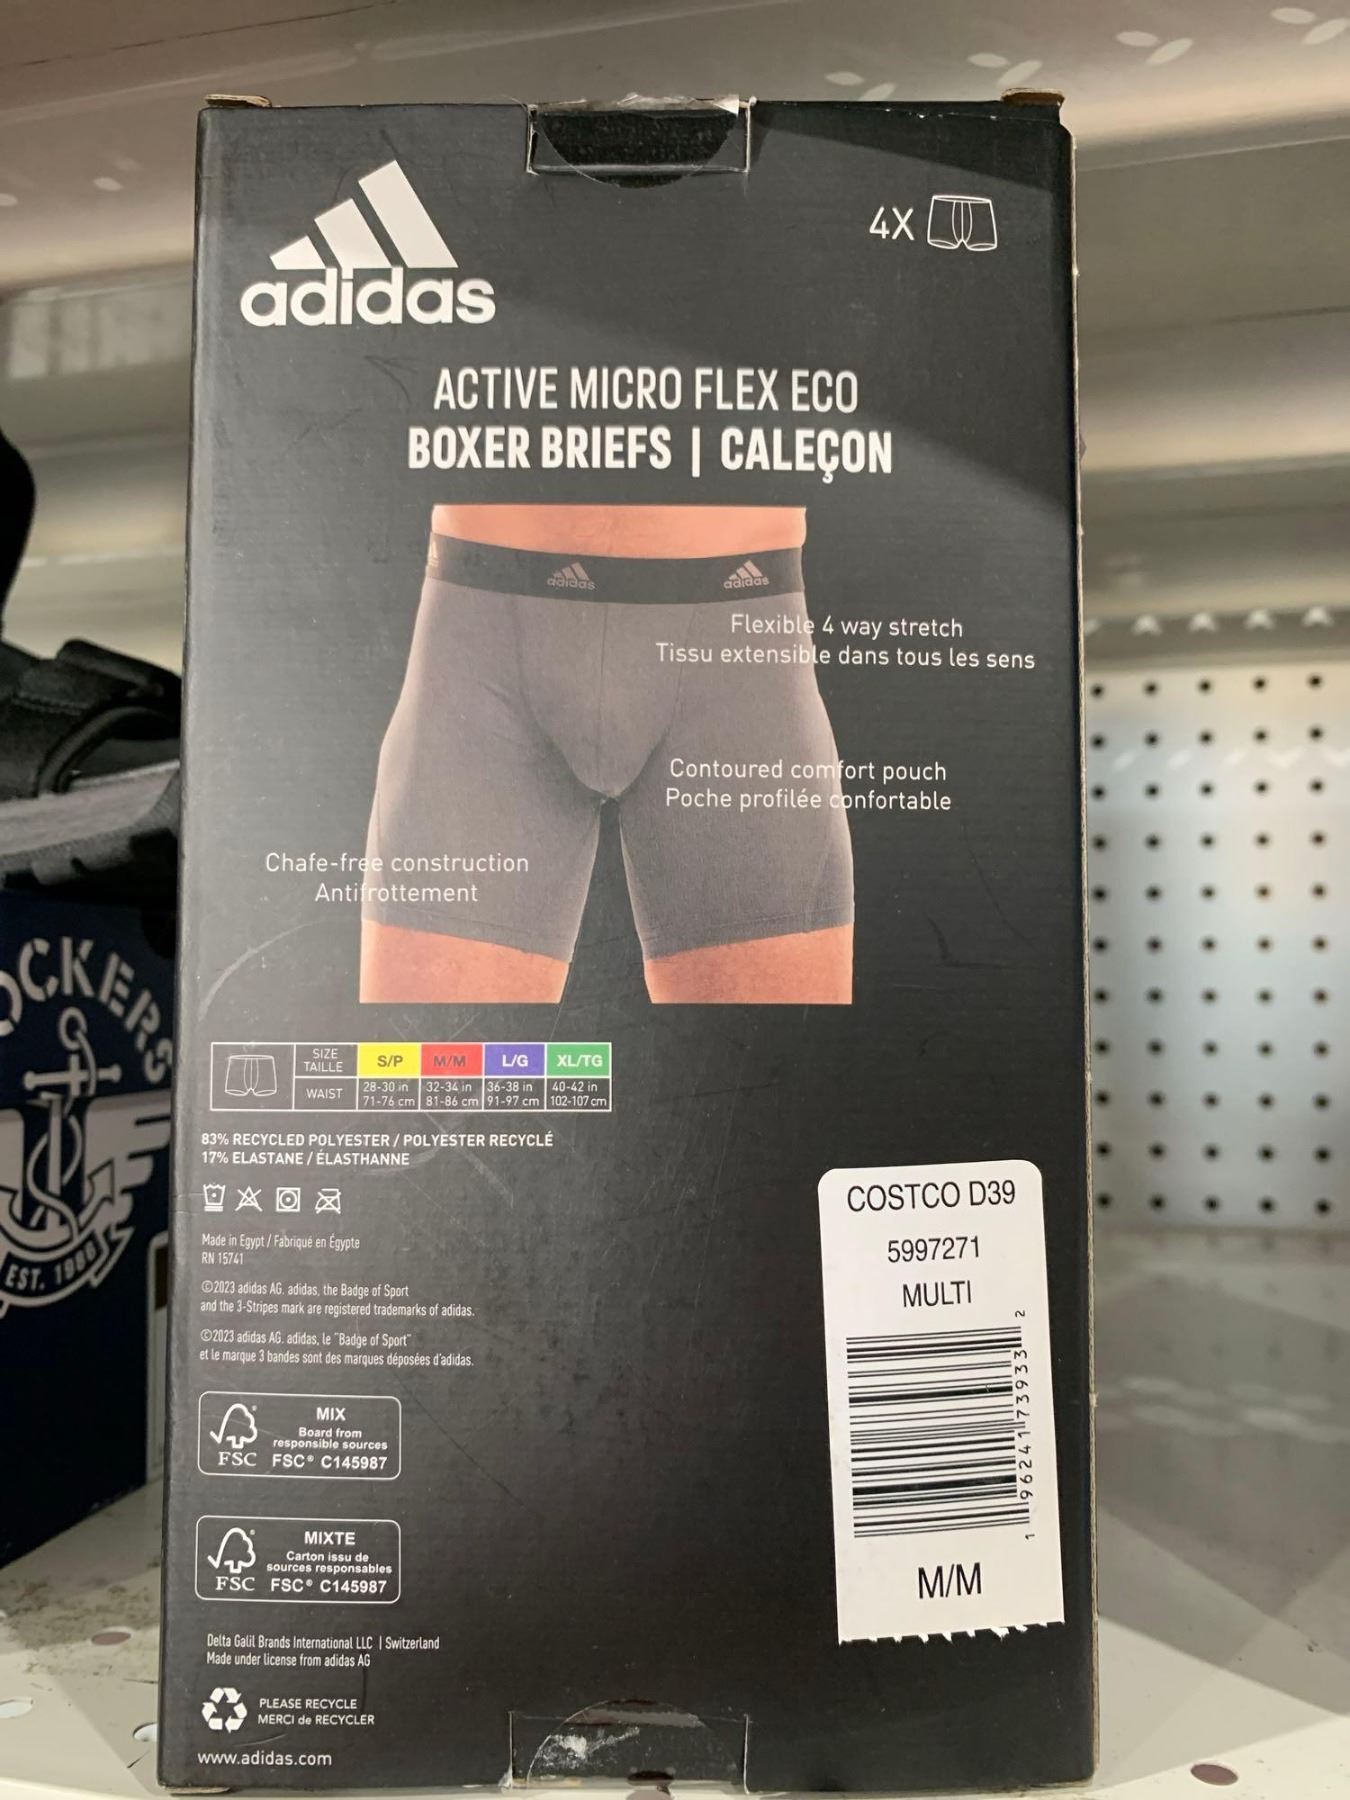 adidas
4X
ACTIVE MICRO FLEX ECO
BOXER BRIEFS | CALEÇON
adidas
adidas
Flexible 4 way stretch
Tissu extensible dans tous les sens
Contoured comfort pouch
Poche profilée confortable
Chafe-free construction
Antifrottement
SIZE
TAILLE
S/P M/M L/G XL/TG
WAIST
28-30 in 32-34 in 36-38 in 40-42 in
71-76 cm 81-86 cm 91-97 cm 102-107 cm
83% RECYCLED POLYESTER / POLYESTER RECYCLÉ
17% ELASTANE / ÉLASTHANNE
Made in Egypt / Fabriqué en Égypte
RN 15741
©2023 adidas AG. adidas, the Badge of Sport
and the 3-Stripes mark are registered trademarks of adidas.
©2023 adidas AG. adidas, le "Badge of Sport"
et le marque 3 bandes sont des marques déposées d'adidas.
MIX
Board from
responsible sources
FSC FSC® C145987
MIXTE
Carton issu de
sources responsables
FSC FSC® C145987
Delta Galil Brands International LLC | Switzerland
Made under license from adidas AG
PLEASE RECYCLE
MERCI de RECYCLER
www.adidas.com
COSTCO D39
5997271
MULTI
1 96241 73933 2
M/M
OCKERS
EST. 1986